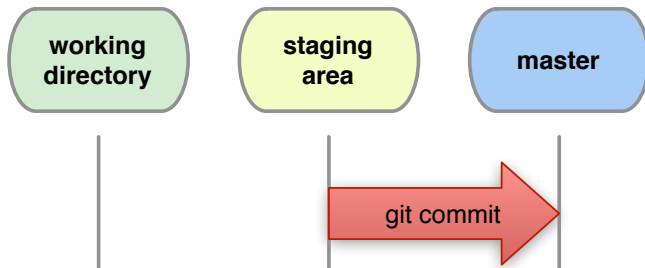 working
directory
staging
area
master
git commit